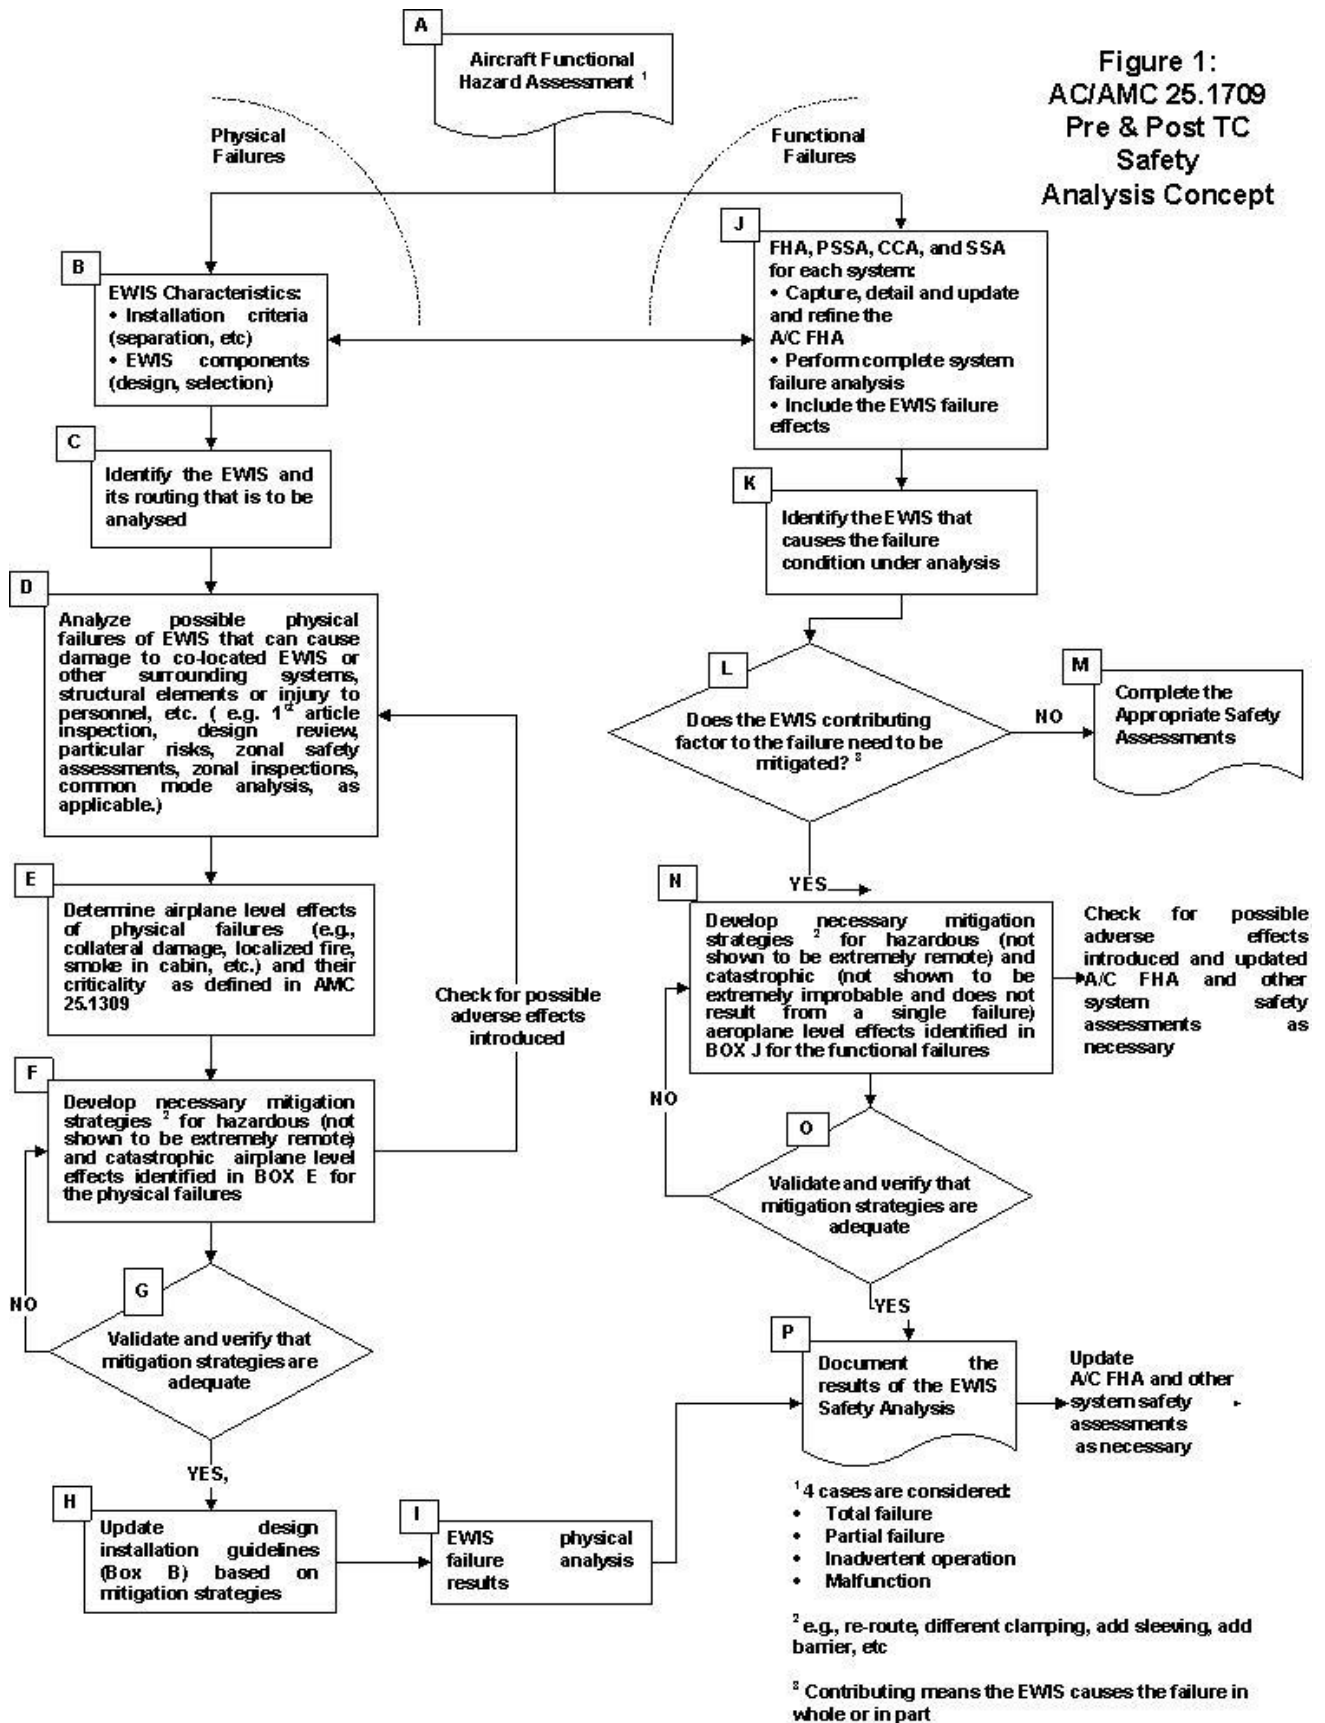 A
Aircraft Functional
Hazard Assessment 1
Figure 1:
AC/AMC 25.1709
Pre & Post TC
Safety
Analysis Concept
Physical
Failures
Functional
Failures
B
EWIS Characteristics:
• Installation criteria
(separation, etc)
• EWIS components
(design, selection)
J
FHA, PSSA, CCA, and SSA
for each system:
• Capture, detail and update
and refine the
A/C FHA
• Perform complete system
failure analysis
• Include the EWIS failure
effects
C
Identify the EWIS and
its routing that is to be
analysed
K
Identify the EWIS that
causes the failure
condition under analysis
D
Analyze possible physical
failures of EWIS that can cause
damage to co-located EWIS or
other surrounding systems,
structural elements or injury to
personnel, etc. ( e.g. 1st article
inspection, design review,
particular risks, zonal safety
assessments, zonal inspections,
common mode analysis, as
applicable.)
L
Does the EWIS contributing
factor to the failure need to be
mitigated? 3
NO
M
Complete the
Appropriate Safety
Assessments
YES
E
Determine airplane level effects
of physical failures (e.g.,
collateral damage, localized fire,
smoke in cabin, etc.) and their
criticality as defined in AMC
25.1309
Check for possible
adverse effects
introduced
N
Develop necessary mitigation
strategies 2 for hazardous (not
shown to be extremely remote) and
catastrophic (not shown to be
extremely improbable and does not
result from a single failure)
aeroplane level effects identified in
BOX J for the functional failures
Check for possible
adverse effects
introduced and updated
A/C FHA and other
system safety
assessments as
necessary
F
Develop necessary mitigation
strategies 2 for hazardous (not
shown to be extremely remote)
and catastrophic airplane level
effects identified in BOX E for
the physical failures
NO
O
Validate and verify that
mitigation strategies are
adequate
YES
G
NO
Validate and verify that
mitigation strategies are
adequate
YES,
P
Document the
results of the EWIS
Safety Analysis
Update
A/C FHA and other
system safety
assessments
as necessary
H
Update design
installation guidelines
(Box B) based on
mitigation strategies
I
EWIS physical
failure analysis
results
1 4 cases are considered:
• Total failure
• Partial failure
• Inadvertent operation
• Malfunction
2 e.g., re-route, different clamping, add sleeving, add
barrier, etc
3 Contributing means the EWIS causes the failure in
whole or in part